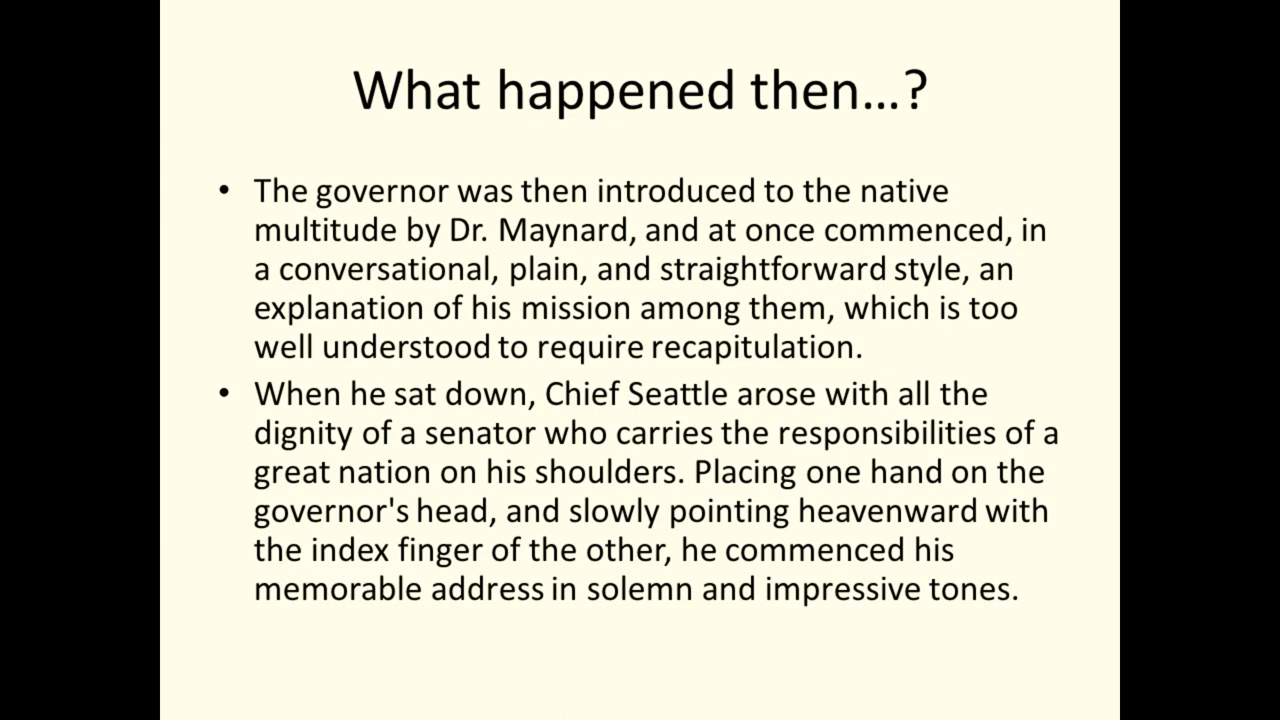 What happened then...?
• The governor was then introduced to the native
multitude by Dr. Maynard, and at once commenced, in
a conversational, plain, and straightforward style, an
explanation of his mission among them, which is too
well understood to require recapitulation.
• When he sat down, Chief Seattle arose with all the
dignity of a senator who carries the responsibilities of a
great nation on his shoulders. Placing one hand on the
governor's head, and slowly pointing heavenward with
the index finger of the other, he commenced his
memorable address in solemn and impressive tones.